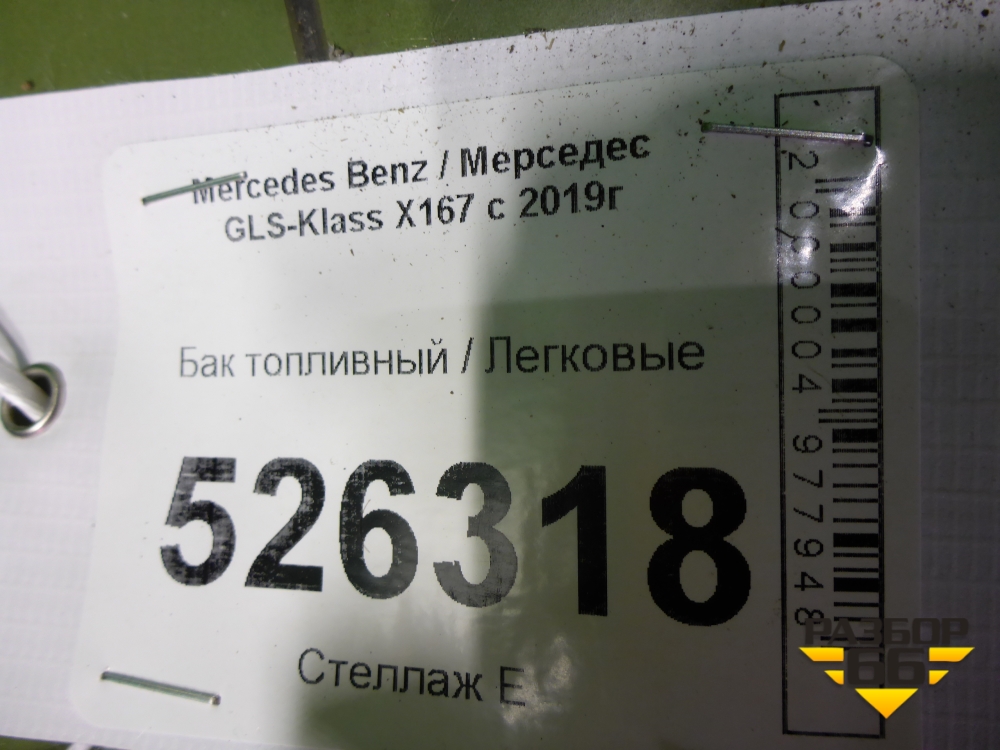 Mercedes Benz / Мерседес
GLS-Klass X167 с 2019г
Бак топливный / Легковые
526318
Стеллаж Е
2000004977948
РАЗБОР
66